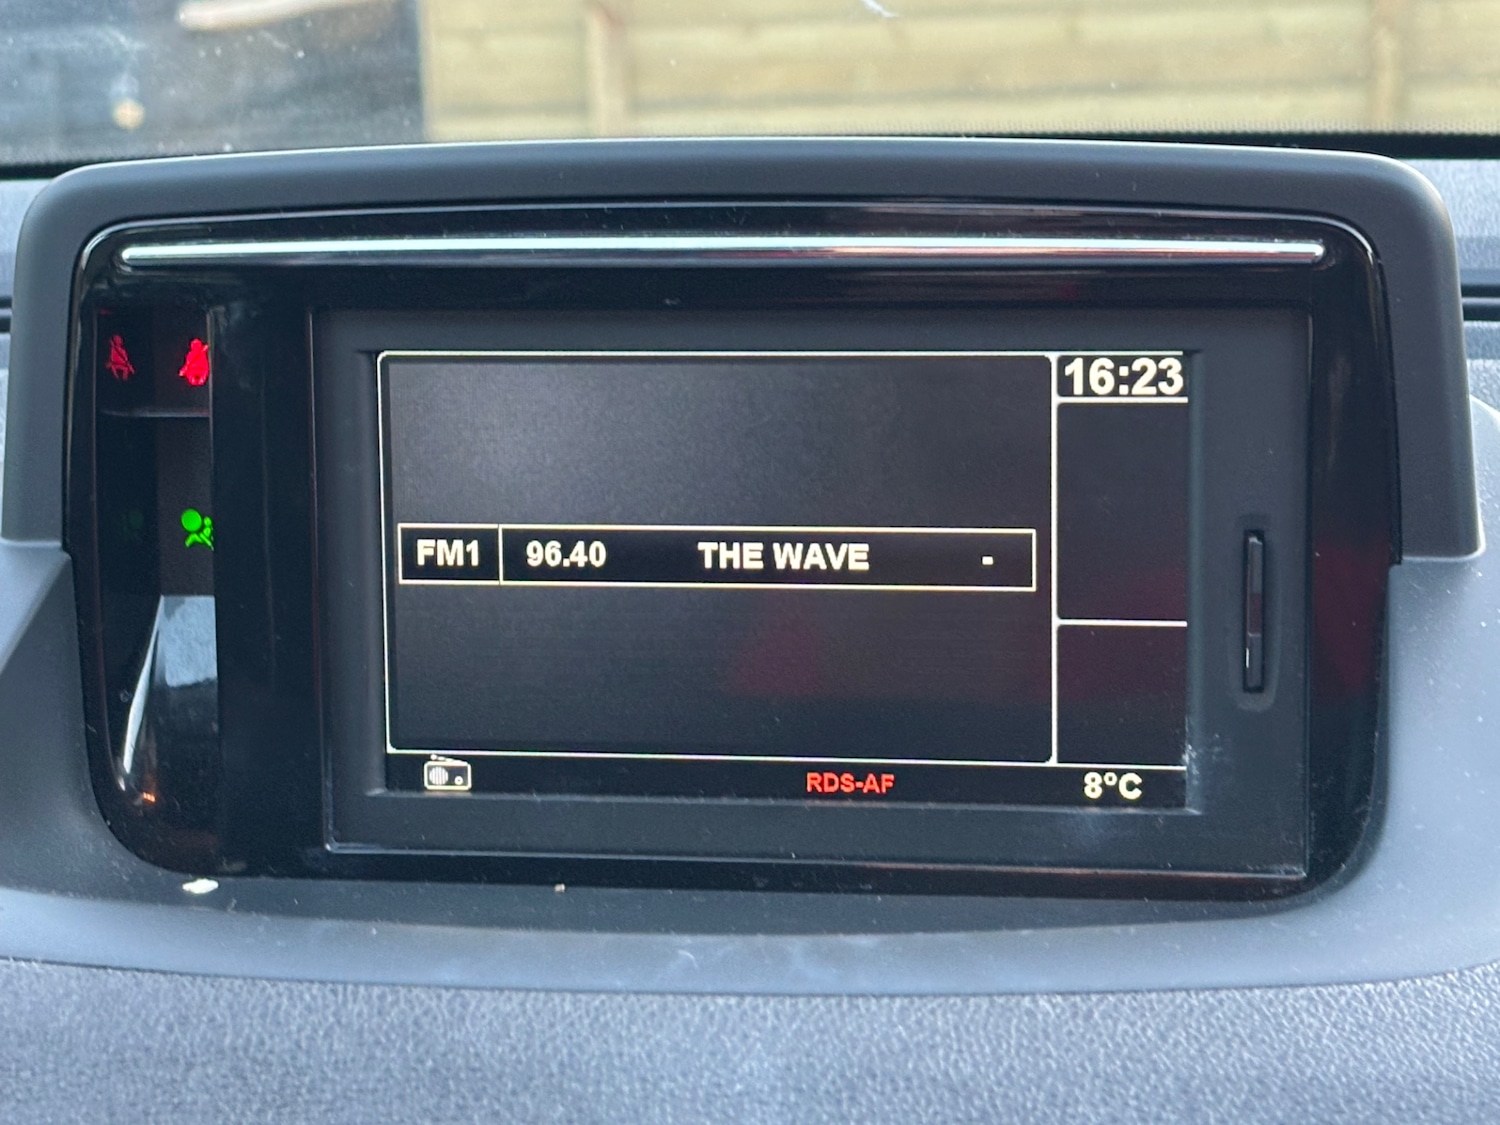 16:23
FM1 96.40 THE WAVE -
RDS-AF 8°C